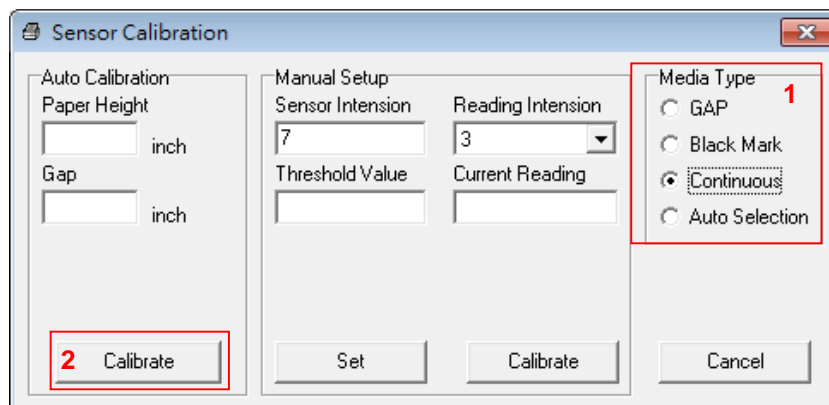 Sensor Calibration
Auto Calibration
Paper Height
inch
Gap
inch
2 Calibrate
Manual Setup
Sensor Intension Reading Intension
7 3
Threshold Value Current Reading
Set Calibrate
Media Type 1
GAP
Black Mark
Continuous
Auto Selection
Cancel